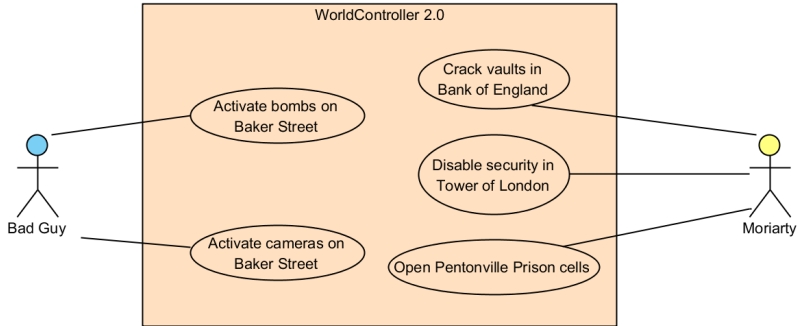 WorldController 2.0
Crack vaults in
Bank of England
Activate bombs on
Baker Street
Disable security in
Tower of London
Bad Guy
Moriarty
Activate cameras on
Baker Street
Open Pentonville Prison cells